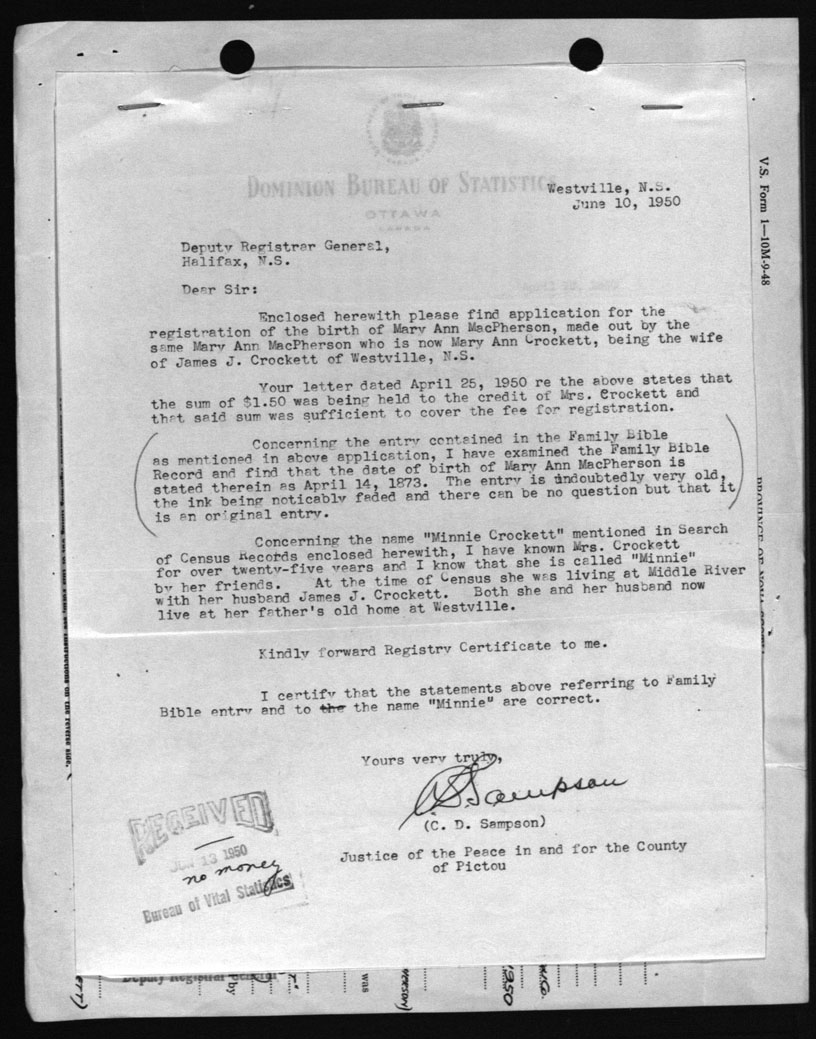 DOMINION BUREAU OF STATISTICS
OTTAWA
CANADA
Westville, N.S.
June 10, 1950
Deputy Registrar General,
Halifax, N.S.
Dear Sir:
Enclosed herewith please find application for the
registration of the birth of Mary Ann MacPherson, made out by the
same Mary Ann MacPherson who is now Mary Ann Crockett, being the wife
of James J. Crockett of Westville, N.S.
Your letter dated April 25, 1950 re the above states that
the sum of $1.50 was being held to the credit of Mrs. Crockett and
that said sum was sufficient to cover the fee for registration.
Concerning the entry contained in the Family Bible
as mentioned in above application, I have examined the Family Bible
Record and find that the date of birth of Mary Ann MacPherson is
stated therein as April 14, 1873. The entry is undoubtedly very old,
the ink being noticably faded and there can be no question but that it
is an original entry.
Concerning the name "Minnie Crockett" mentioned in Search
of Census Records enclosed herewith, I have known Mrs. Crockett
for over twenty-five years and I know that she is called "Minnie"
by her friends. At the time of Census she was living at Middle River
with her husband James J. Crockett. Both she and her husband now
live at her father's old home at Westville.
Kindly forward Registry Certificate to me.
I certify that the statements above referring to Family
Bible entry and to the the name "Minnie" are correct.
Yours very truly,
C.D. Sampson
(C. D. Sampson)
Justice of the Peace in and for the County
of Pictou
RECEIVED
JUN 13 1950
no money
Bureau of Vital Statistics
V.S. Form 1—10M-9-48
PROVINCE OF NOVA SCOTIA
Deputy Registrar General
by
was
1950